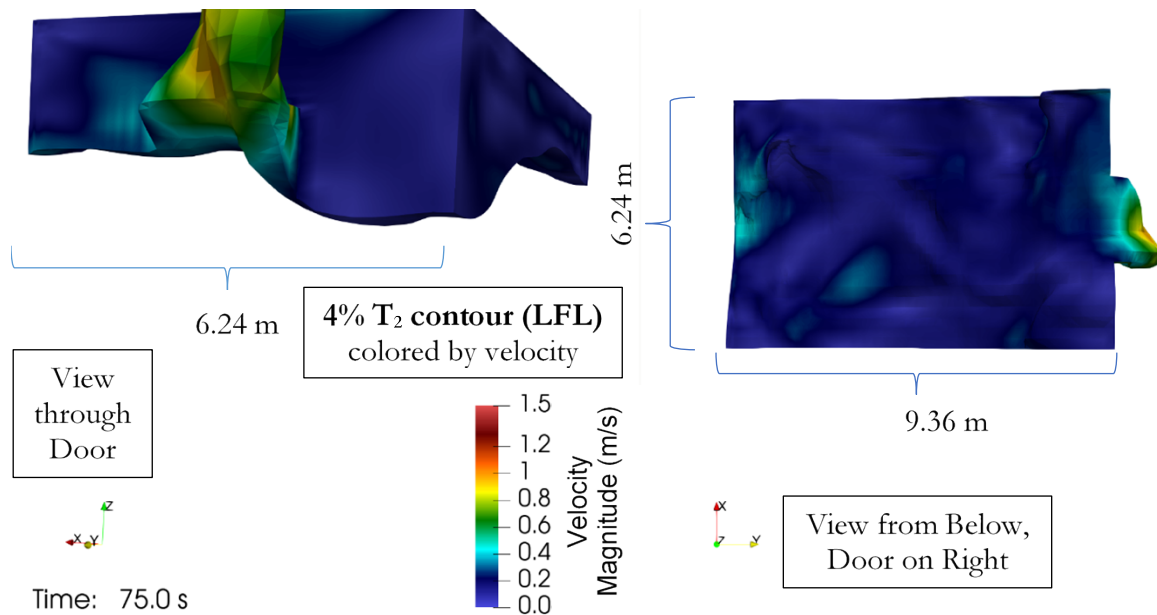 6.24 m
4% T₂ contour (LFL)
colored by velocity
View
through
Door
Z
X
Y
Time: 75.0 s
1.5
1.2
1
0.8
0.6
0.4
0.2
0.0
Velocity
Magnitude (m/s)
6.24 m
9.36 m
X
Z
Y
View from Below,
Door on Right